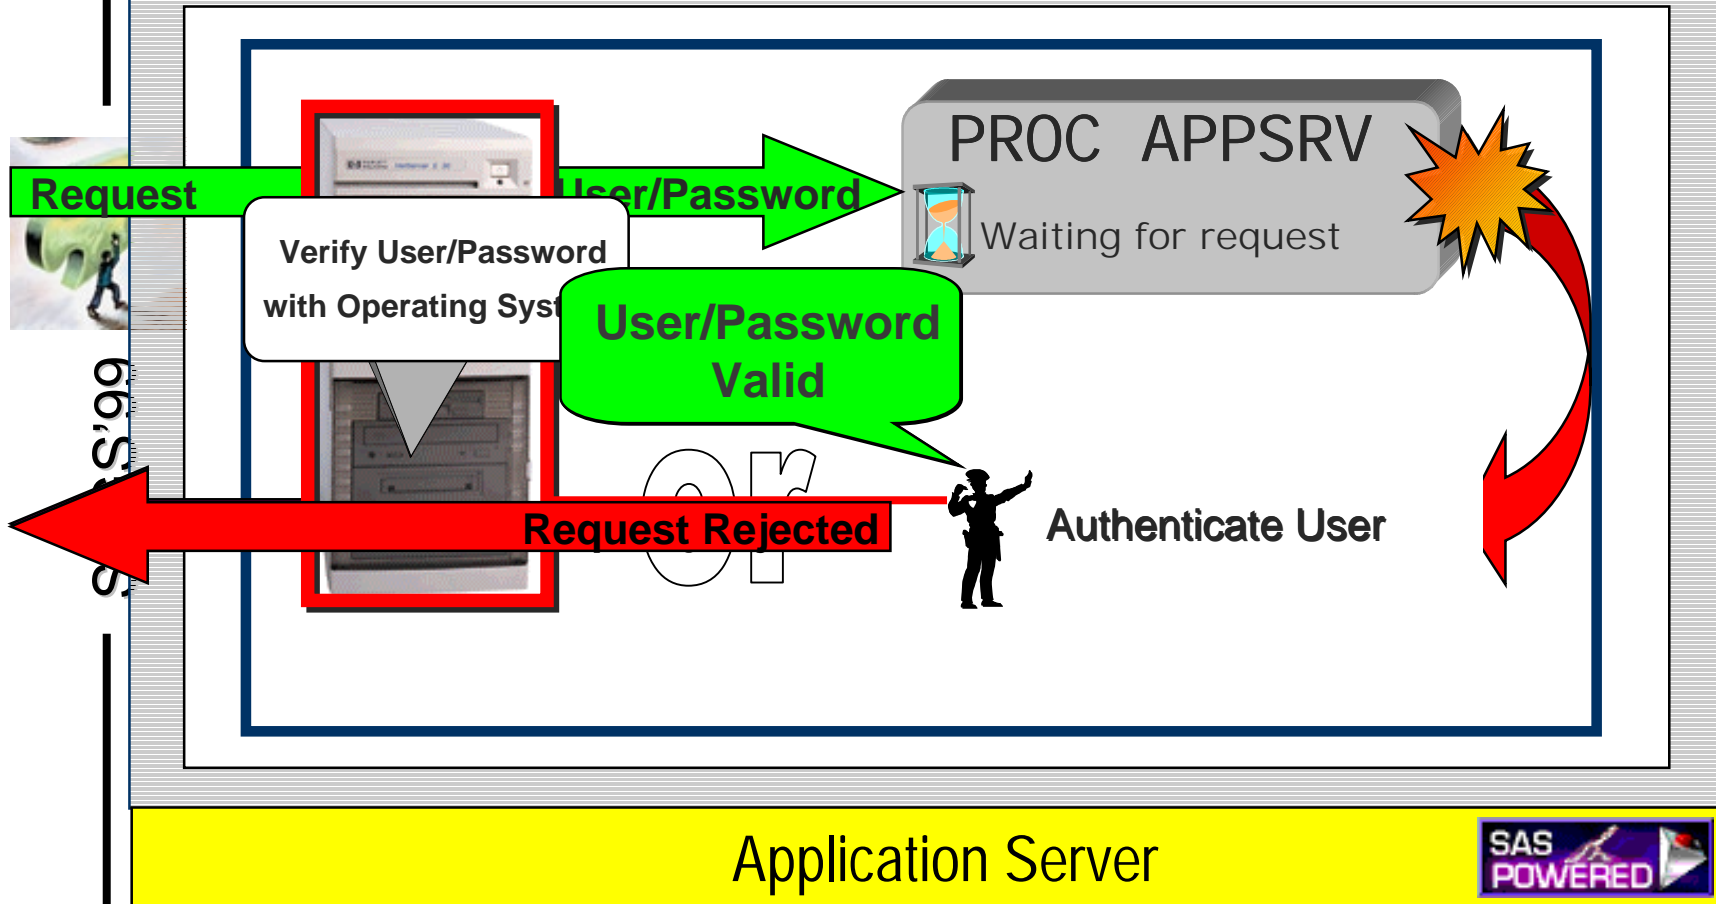 PROC APPSRV
Request
User/Password
Waiting for request
Verify User/Password
with Operating Syst
User/Password
Valid
or
Request Rejected
Authenticate User
Application Server
SAS
POWERED